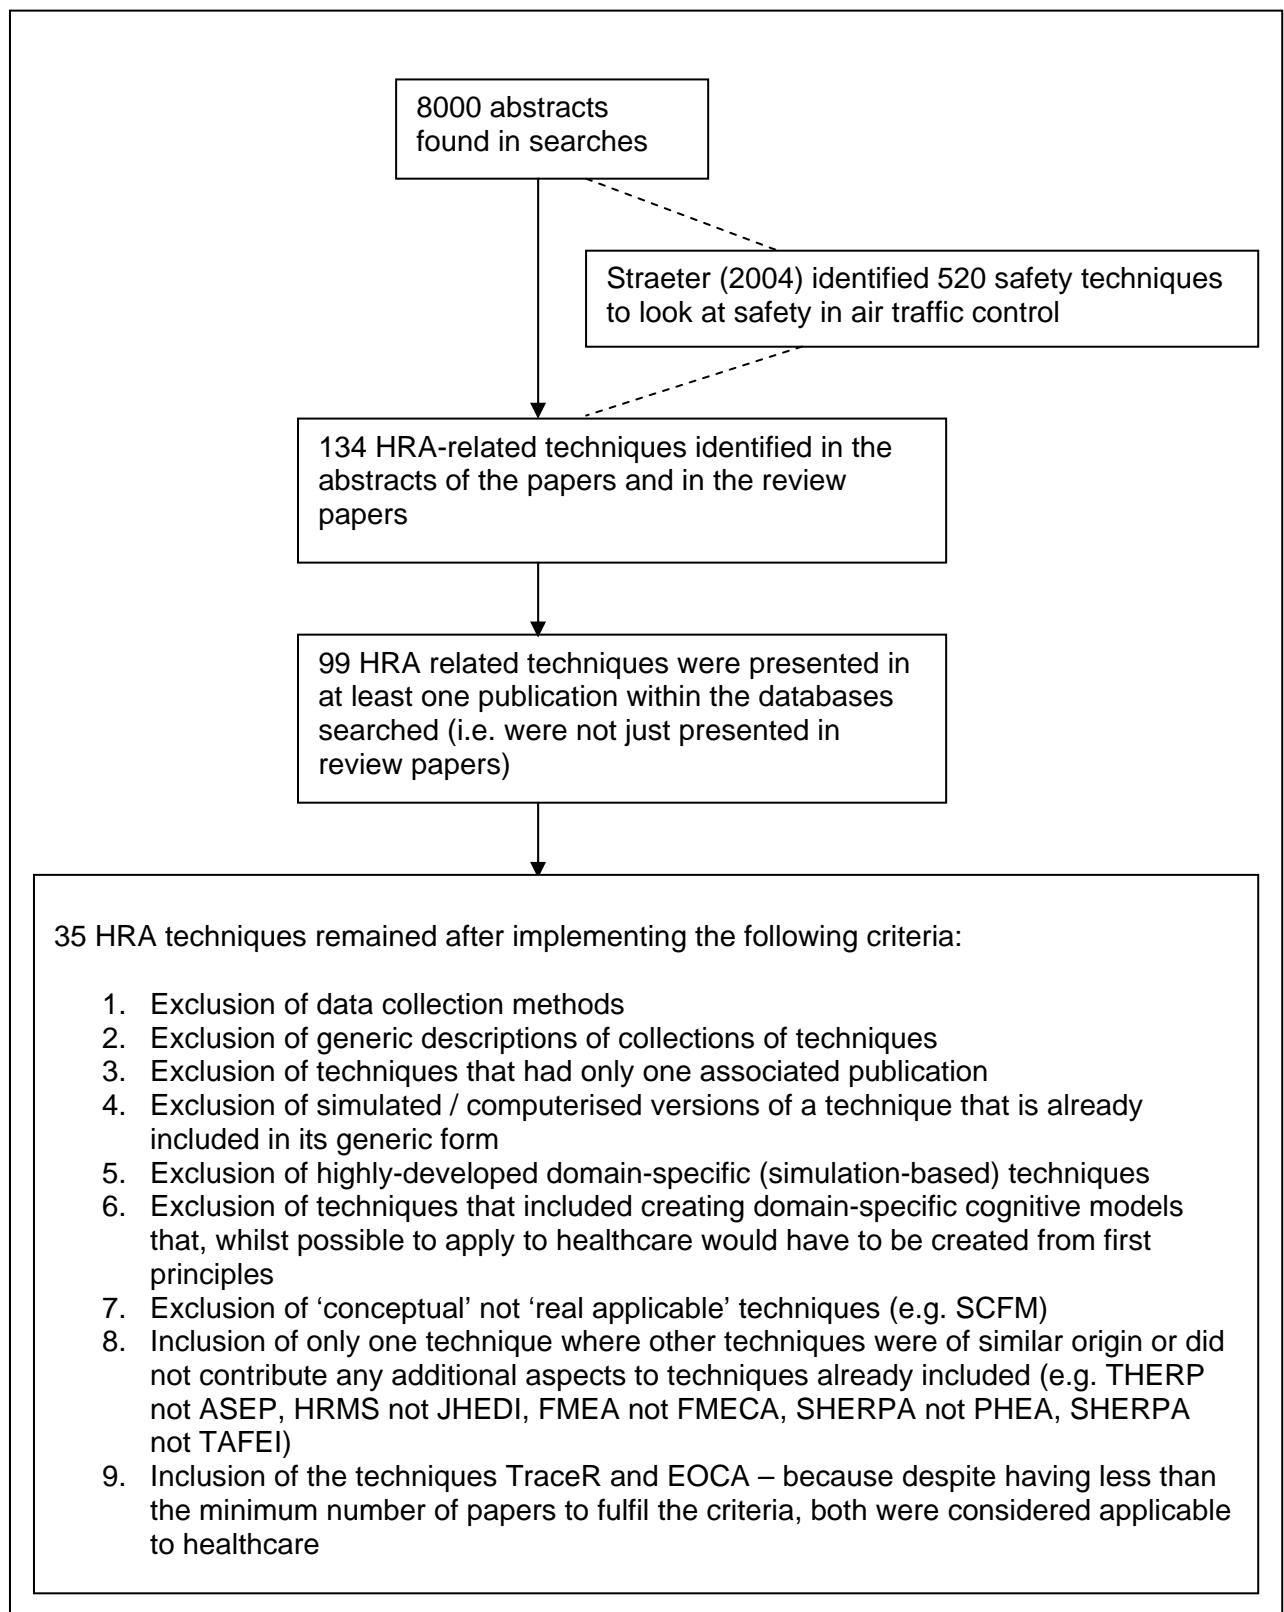 8000 abstracts
found in searches
Straeter (2004) identified 520 safety techniques
to look at safety in air traffic control
134 HRA-related techniques identified in the
abstracts of the papers and in the review
papers
99 HRA related techniques were presented in
at least one publication within the databases
searched (i.e. were not just presented in
review papers)
35 HRA techniques remained after implementing the following criteria:
1. Exclusion of data collection methods
2. Exclusion of generic descriptions of collections of techniques
3. Exclusion of techniques that had only one associated publication
4. Exclusion of simulated / computerised versions of a technique that is already
included in its generic form
5. Exclusion of highly-developed domain-specific (simulation-based) techniques
6. Exclusion of techniques that included creating domain-specific cognitive models
that, whilst possible to apply to healthcare would have to be created from first
principles
7. Exclusion of ‘conceptual’ not ‘real applicable’ techniques (e.g. SCFM)
8. Inclusion of only one technique where other techniques were of similar origin or did
not contribute any additional aspects to techniques already included (e.g. THERP
not ASEP, HRMS not JHEDI, FMEA not FMECA, SHERPA not PHEA, SHERPA
not TAFEI)
9. Inclusion of the techniques TraceR and EOCA – because despite having less than
the minimum number of papers to fulfil the criteria, both were considered applicable
to healthcare